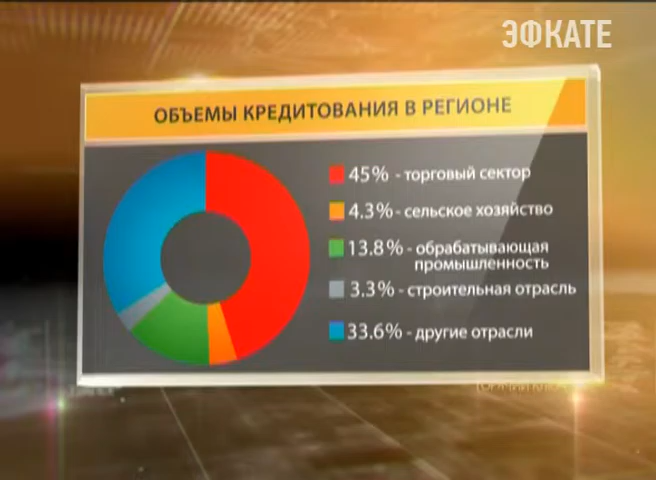 ЭФКАТЕ
ОБЪЕМЫ КРЕДИТОВАНИЯ В РЕГИОНЕ
45% - торговый сектор
4.3% - сельское хозяйство
13.8% - обрабатывающая
промышленность
3.3% - строительная отрасль
33.6% - другие отрасли